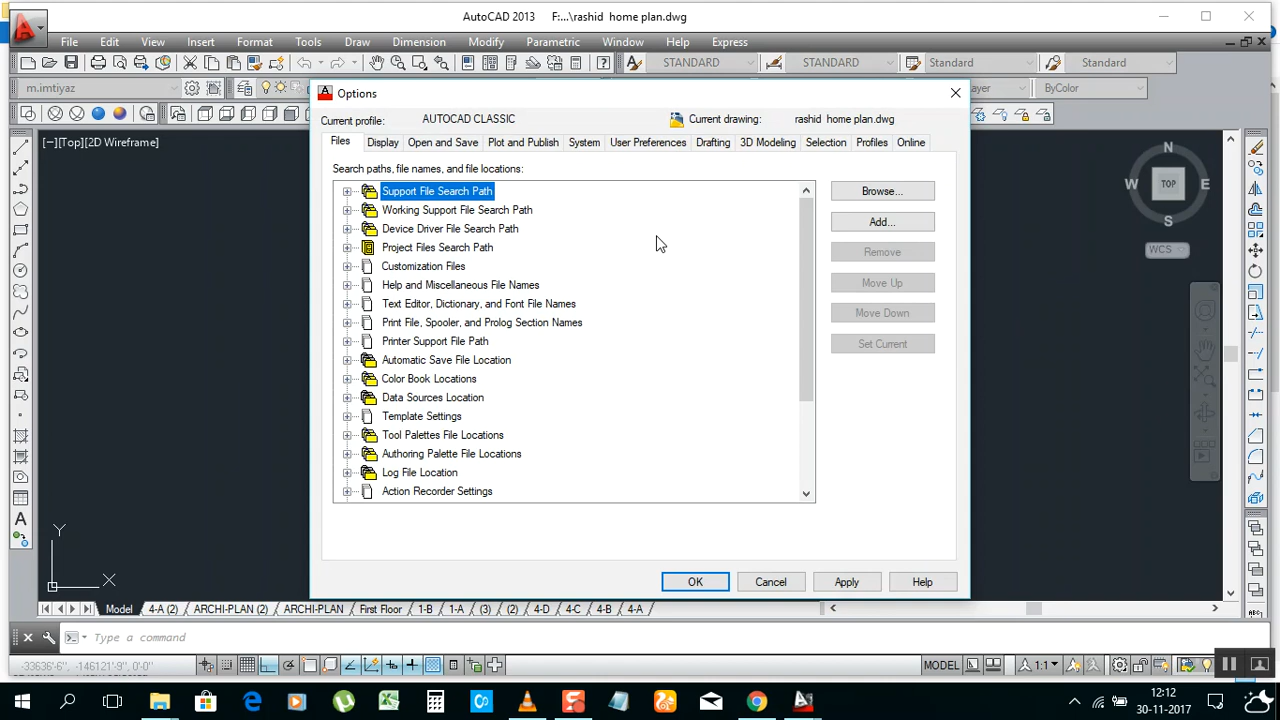 AutoCAD 2013 F:...\rashid home plan.dwg
File Edit View Insert Format Tools Draw Dimension Modify Parametric Window Help Express
STANDARD STANDARD Standard Standard
m.imtiyaz ayer ByColor
Options
Current profile: AUTOCAD CLASSIC Current drawing: rashid home plan.dwg
Files Display Open and Save Plot and Publish System User Preferences Drafting 3D Modeling Selection Profiles Online
[−][Top][2D Wireframe]
Search paths, file names, and file locations:
Support File Search Path
Working Support File Search Path
Device Driver File Search Path
Project Files Search Path
Customization Files
Help and Miscellaneous File Names
Text Editor, Dictionary, and Font File Names
Print File, Spooler, and Prolog Section Names
Printer Support File Path
Automatic Save File Location
Color Book Locations
Data Sources Location
Template Settings
Tool Palettes File Locations
Authoring Palette File Locations
Log File Location
Action Recorder Settings
Browse...
Add...
Remove
Move Up
Move Down
Set Current
N
W TOP E
S
WCS
Y
X
OK Cancel Apply Help
Model 4-A (2) ARCHI-PLAN (2) ARCHI-PLAN First Floor 1-B 1-A (3) (2) 4-D 4-C 4-B 4-A
Type a command
-33636'-6", -146121'-9", 0'-0" MODEL 1:1
12:12
30-11-2017